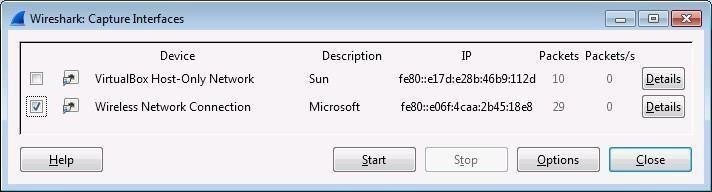 Wireshark: Capture Interfaces
Device Description IP Packets Packets/s
VirtualBox Host-Only Network Sun fe80::e17d:e28b:46b9:112d 10 0 Details
Wireless Network Connection Microsoft fe80::e06f:4caa:2b45:18e8 29 0 Details
Help Start Stop Options Close